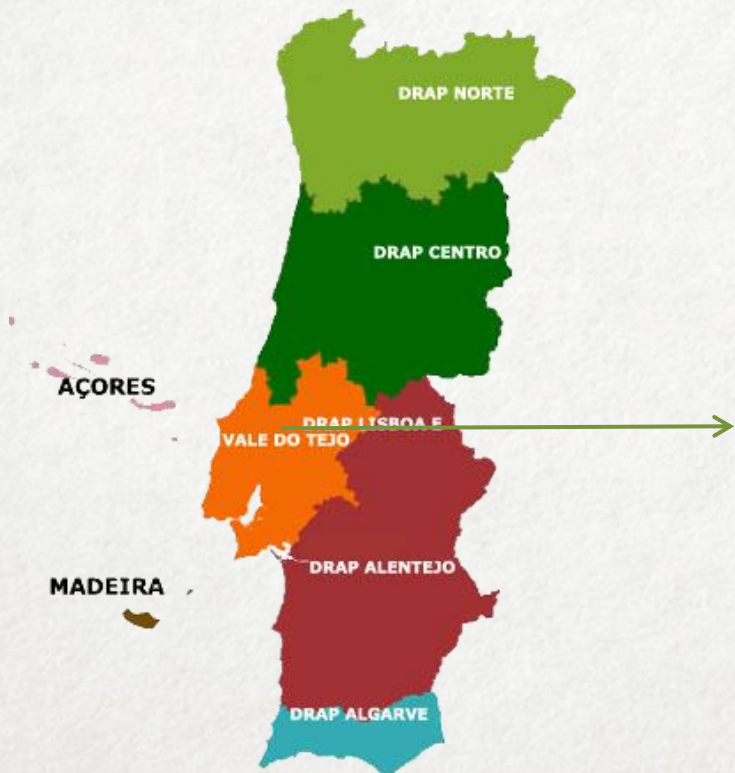 DRAP NORTE
DRAP CENTRO
AÇORES
DRAP LISBOA E
VALE DO TEJO
DRAP ALENTEJO
MADEIRA
DRAP ALGARVE